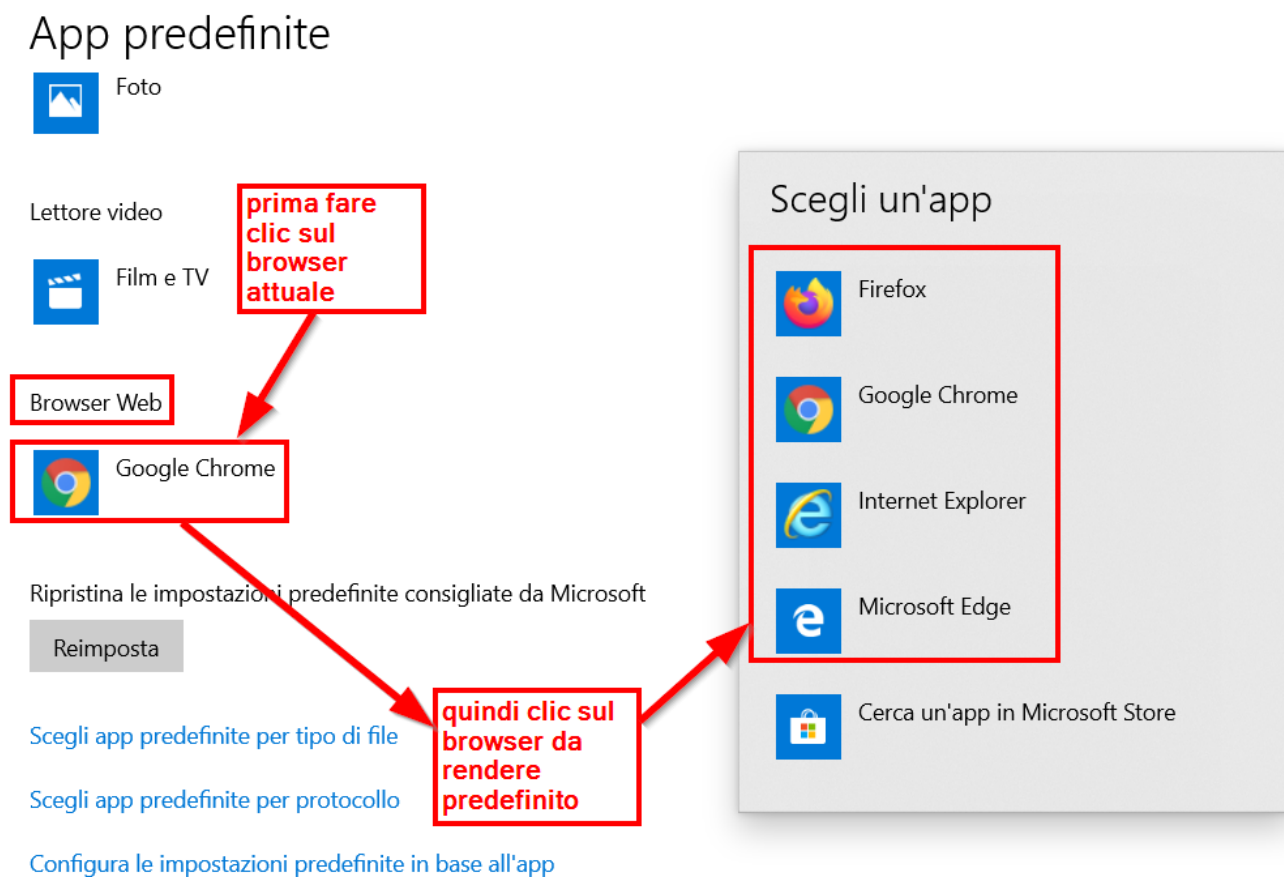 App predefinite
Foto
Lettore video
Film e TV
prima fare
clic sul
browser
attuale
Browser Web
Google Chrome
Ripristina le impostazioni predefinite consigliate da Microsoft
Reimposta
Scegli app predefinite per tipo di file
Scegli app predefinite per protocollo
Configura le impostazioni predefinite in base all'app
quindi clic sul
browser da
rendere
predefinito
Scegli un'app
Firefox
Google Chrome
Internet Explorer
Microsoft Edge
Cerca un'app in Microsoft Store